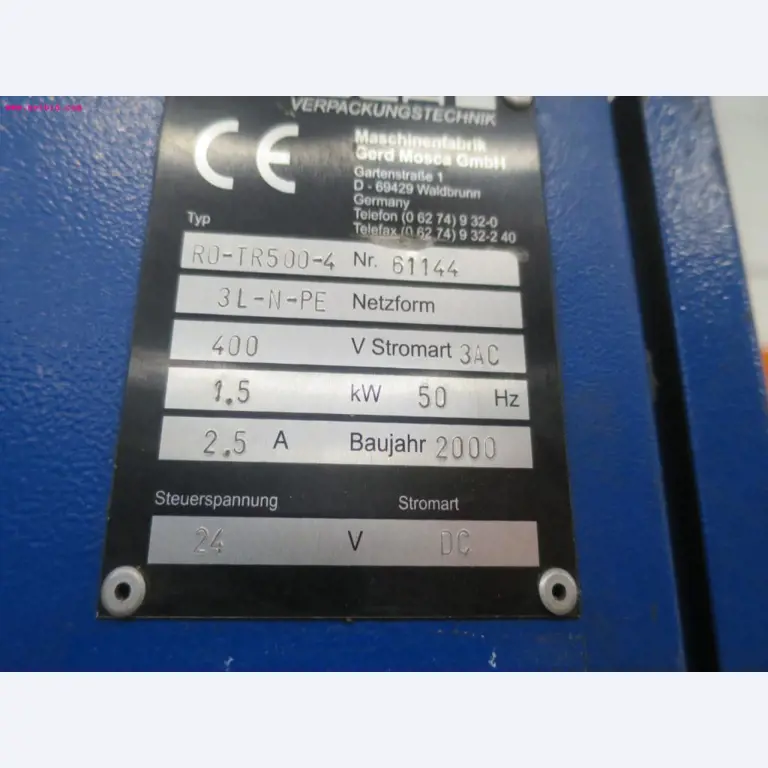 VERPACKUNGSTECHNIK
CE
Maschinenfabrik
Gerd Mosca GmbH
Gartenstraße 1
D - 69429 Waldbrunn
Germany
Telefon (0 62 74) 9 32-0
Telefax (0 62 74) 9 32-2 40
Typ
RO-TR500-4 Nr. 61144
3L-N-PE Netzform
400 V Stromart 3AC
1.5 kW 50 Hz
2.5 A Baujahr 2000
Steuerspannung Stromart
24 V DC